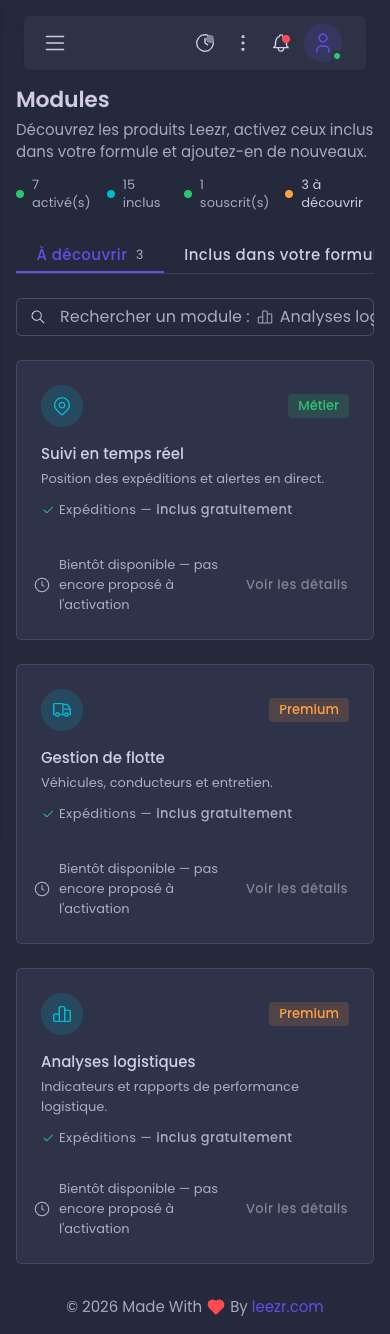 Modules
Découvrez les produits Leezr, activez ceux inclus
dans votre formule et ajoutez-en de nouveaux.
7
activé(s)
15
inclus
1
souscrit(s)
3 à
découvrir
À découvrir 3
Inclus dans votre formu
Rechercher un module : Analyses log
Métier
Suivi en temps réel
Position des expéditions et alertes en direct.
Expéditions — Inclus gratuitement
Bientôt disponible — pas
encore proposé à
l'activation
Voir les détails
Premium
Gestion de flotte
Véhicules, conducteurs et entretien.
Expéditions — Inclus gratuitement
Bientôt disponible — pas
encore proposé à
l'activation
Voir les détails
Premium
Analyses logistiques
Indicateurs et rapports de performance
logistique.
Expéditions — Inclus gratuitement
Bientôt disponible — pas
encore proposé à
l'activation
Voir les détails
© 2026 Made With ❤ By leezr.com